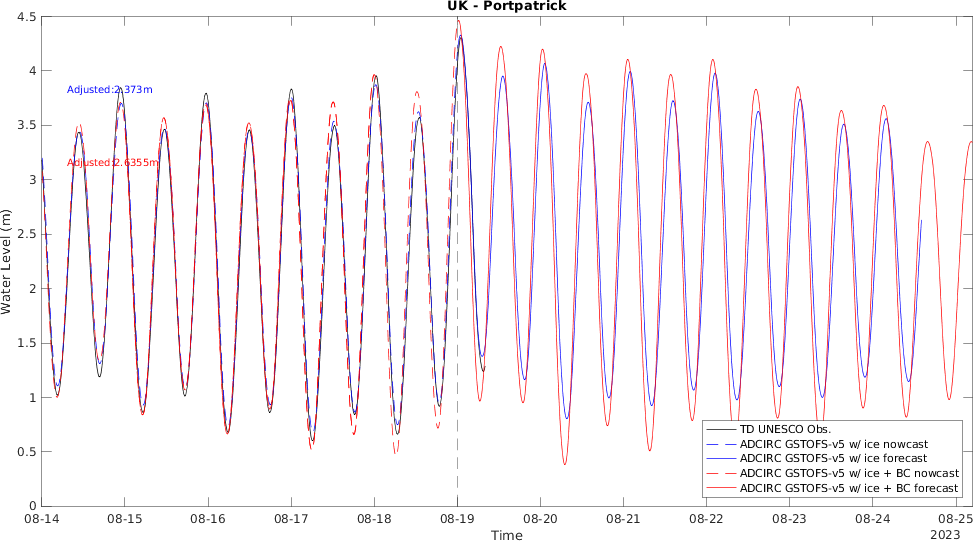 UK - Portpatrick
4.5
4
3.5
3
2.5
2
1.5
1
0.5
0
Water Level (m)
Adjusted:2.373m
Adjusted:2.6355m
TD UNESCO Obs.
ADCIRC GSTOFS-v5 w/ ice nowcast
ADCIRC GSTOFS-v5 w/ ice forecast
ADCIRC GSTOFS-v5 w/ ice + BC nowcast
ADCIRC GSTOFS-v5 w/ ice + BC forecast
08-14 08-15 08-16 08-17 08-18 08-19 08-20 08-21 08-22 08-23 08-24 08-25
Time
2023